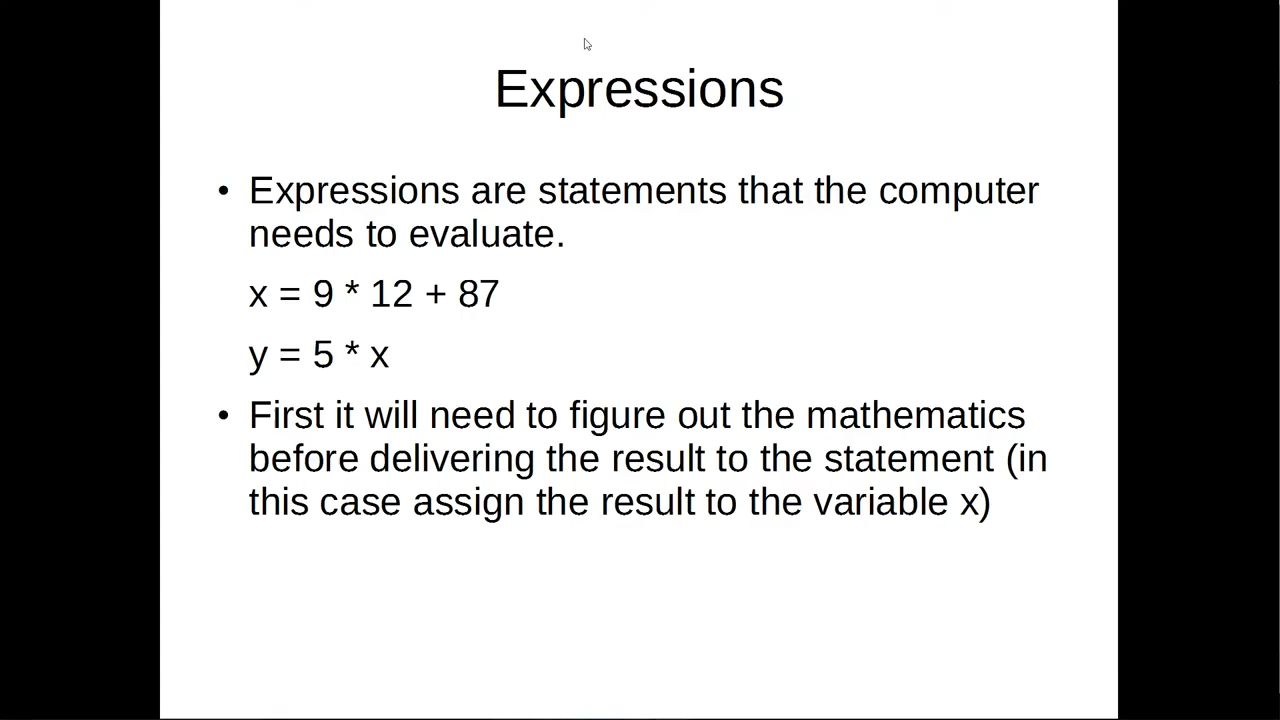 Expressions
• Expressions are statements that the computer
needs to evaluate.
x = 9 * 12 + 87
y = 5 * x
• First it will need to figure out the mathematics
before delivering the result to the statement (in
this case assign the result to the variable x)